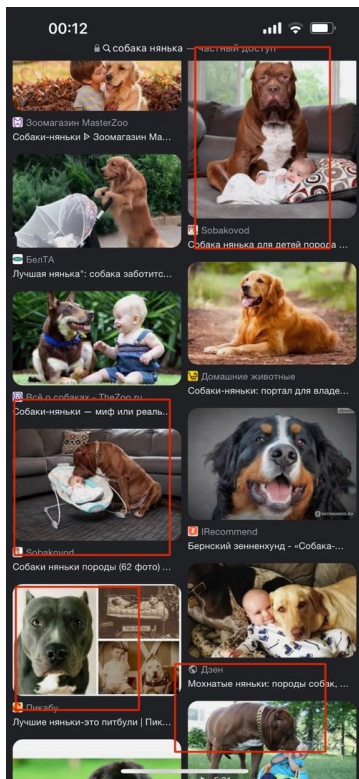 00:12
собака нянька — частный доступ
Зоомагазин MasterZoo
Собаки-няньки ᐉ Зоомагазин Ма...
Sobakovod
Собака нянька для детей порода ...
БелТА
Лучшая нянька": собака заботитс...
Домашние животные
Собаки-няньки: портал для владе...
Всё о собаках - TheZoo.ru
Собаки-няньки — миф или реаль...
IRecommend
Бернский зенненхунд - «Собака-...
Sobakovod
Собаки няньки породы (62 фото) ...
Дзен
Мохнатые няньки: породы собак, ...
Пикабу
Лучшие няньки-это питбули | Пик...